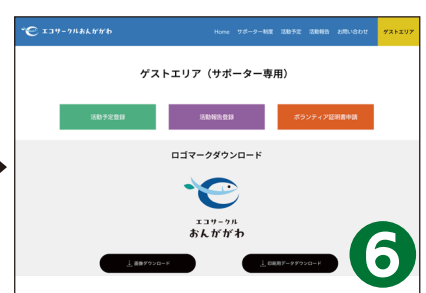 エコサークルおんががわ Home サポーター制度 活動予定 活動報告 お問い合わせ ゲストエリア
ゲストエリア（サポーター専用）
活動予定登録 活動報告登録 ボランティア証明書申請
ロゴマークダウンロード
エコサークル
おんががわ
画像ダウンロード 印刷用データダウンロード
6